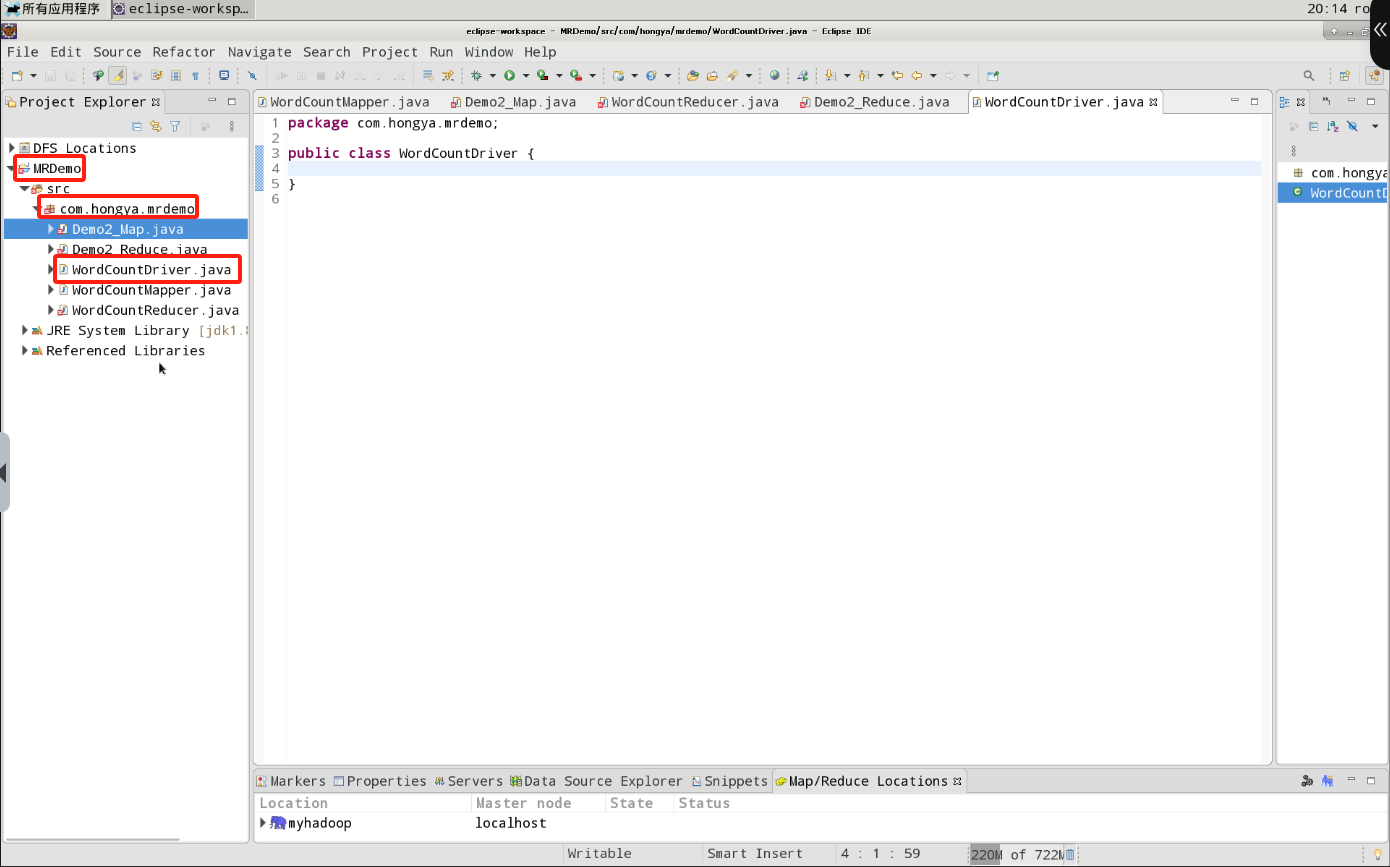 所有应用程序 eclipse-worksp... 20:14 ro
eclipse-workspace - MRDemo/src/com/hongya/mrdemo/WordCountDriver.java - Eclipse IDE
File Edit Source Refactor Navigate Search Project Run Window Help
Project Explorer
WordCountMapper.java Demo2_Map.java WordCountReducer.java Demo2_Reduce.java WordCountDriver.java
DFS Locations
MRDemo
src
com.hongya.mrdemo
Demo2_Map.java
Demo2_Reduce.java
WordCountDriver.java
WordCountMapper.java
WordCountReducer.java
JRE System Library [jdk1.8
Referenced Libraries
1 package com.hongya.mrdemo;
2
3 public class WordCountDriver {
4
5 }
6
com.hongya
WordCountD
Markers Properties Servers Data Source Explorer Snippets Map/Reduce Locations
Location Master node State Status
myhadoop localhost
Writable Smart Insert 4 : 1 : 59 220M of 722M